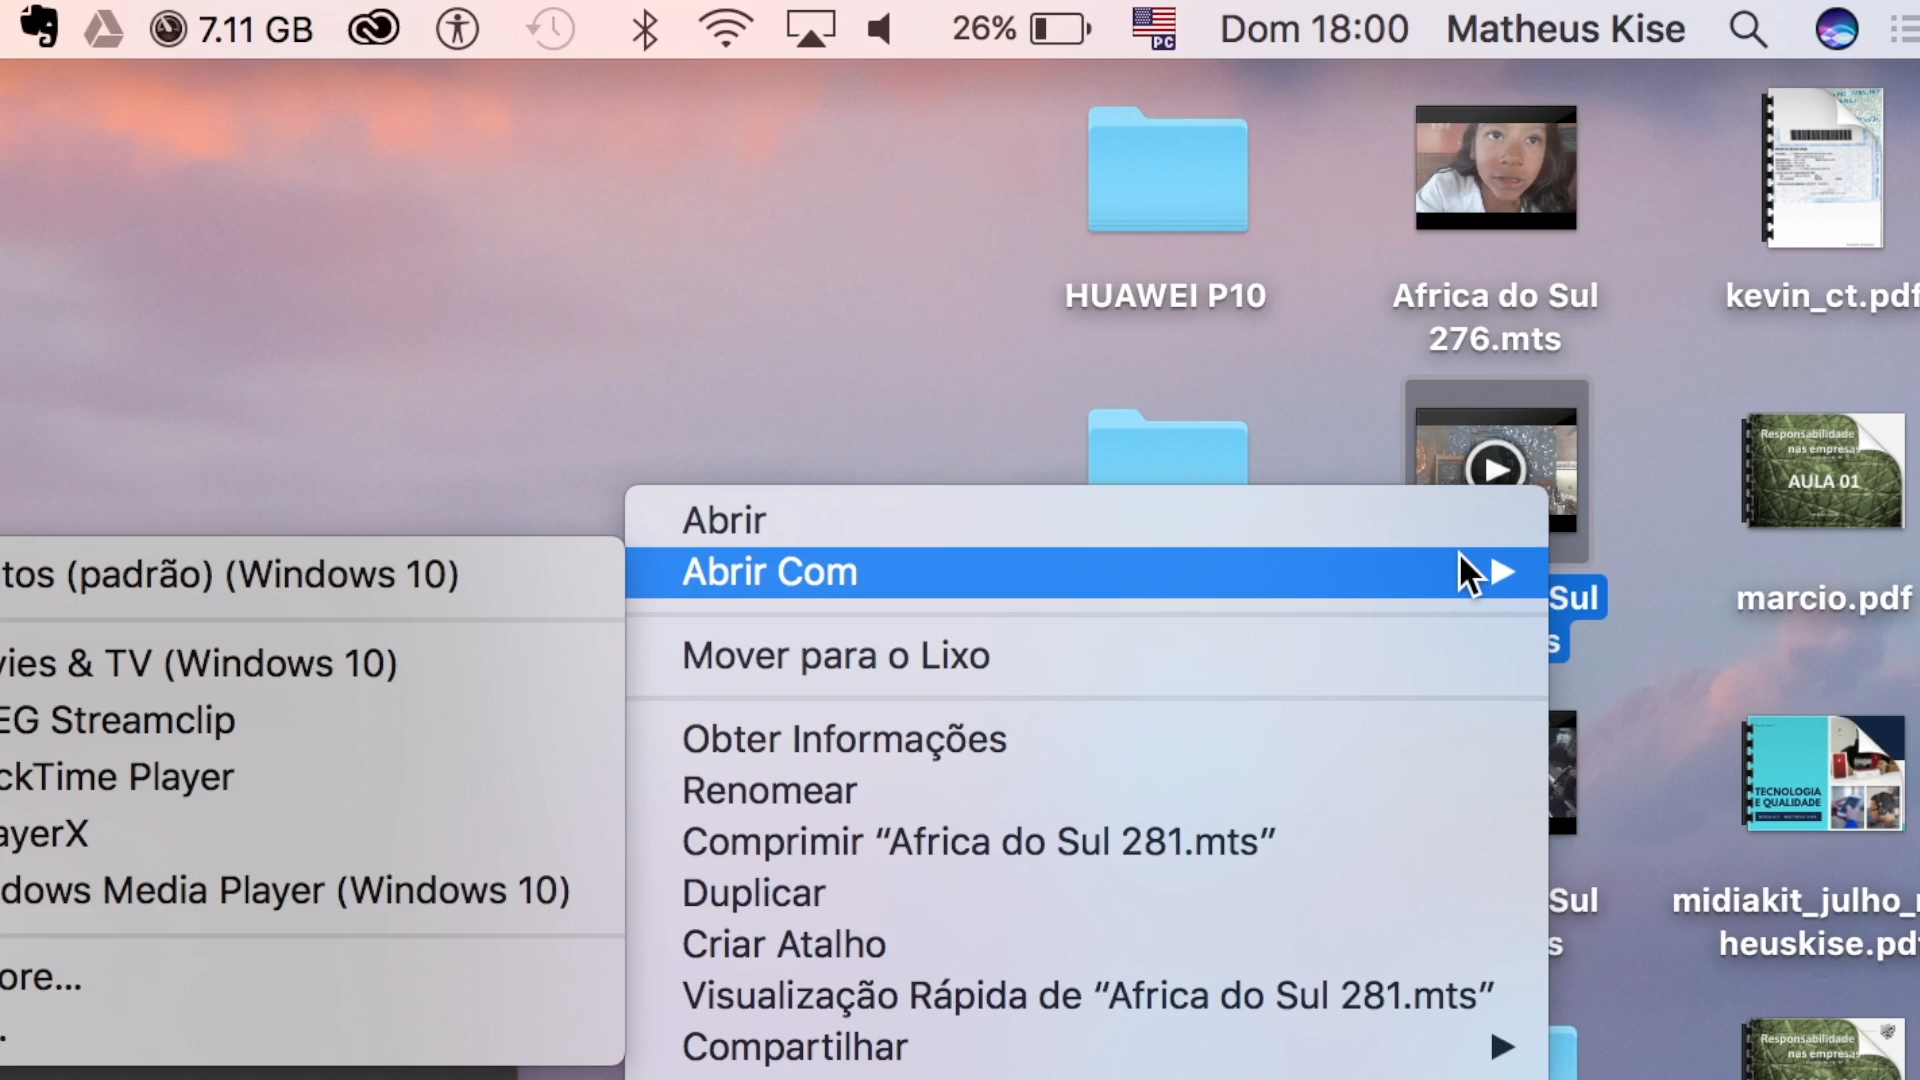 7.11 GB
26%
PC
Dom 18:00
Matheus Kise
HUAWEI P10
Africa do Sul
276.mts
kevin_ct.pdf
Responsabilidade
nas empresas
AULA 01
marcio.pdf
Sul
s
TECNOLOGIA
E QUALIDADE
Sul
s
midiakit_julho_
heuskise.pdf
Responsabilidade
nas empresas
Abrir
Abrir Com
Mover para o Lixo
Obter Informações
Renomear
Comprimir “Africa do Sul 281.mts”
Duplicar
Criar Atalho
Visualização Rápida de “Africa do Sul 281.mts”
Compartilhar
tos (padrão) (Windows 10)
vies & TV (Windows 10)
EG Streamclip
ckTime Player
ayerX
dows Media Player (Windows 10)
ore...